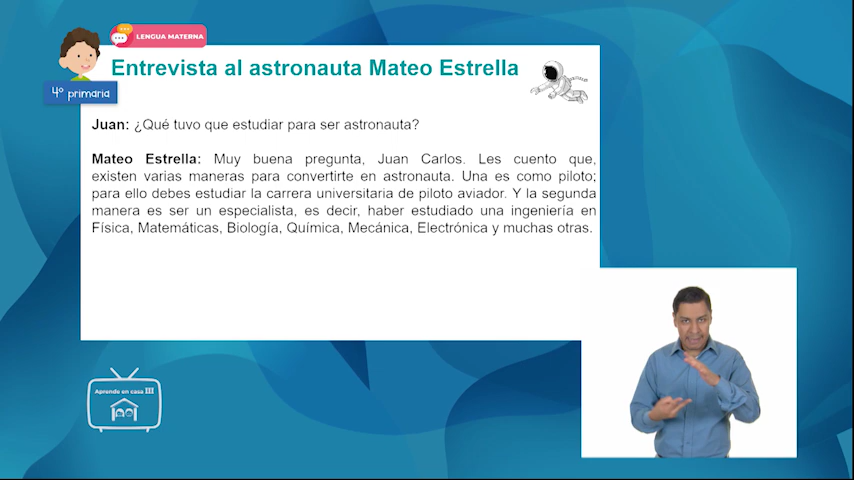 LENGUA MATERNA
4º primaria
Entrevista al astronauta Mateo Estrella
Juan: ¿Qué tuvo que estudiar para ser astronauta?
Mateo Estrella: Muy buena pregunta, Juan Carlos. Les cuento que,
existen varias maneras para convertirte en astronauta. Una es como piloto;
para ello debes estudiar la carrera universitaria de piloto aviador. Y la segunda
manera es ser un especialista, es decir, haber estudiado una ingeniería en
Física, Matemáticas, Biología, Química, Mecánica, Electrónica y muchas otras.
Aprende en casa III